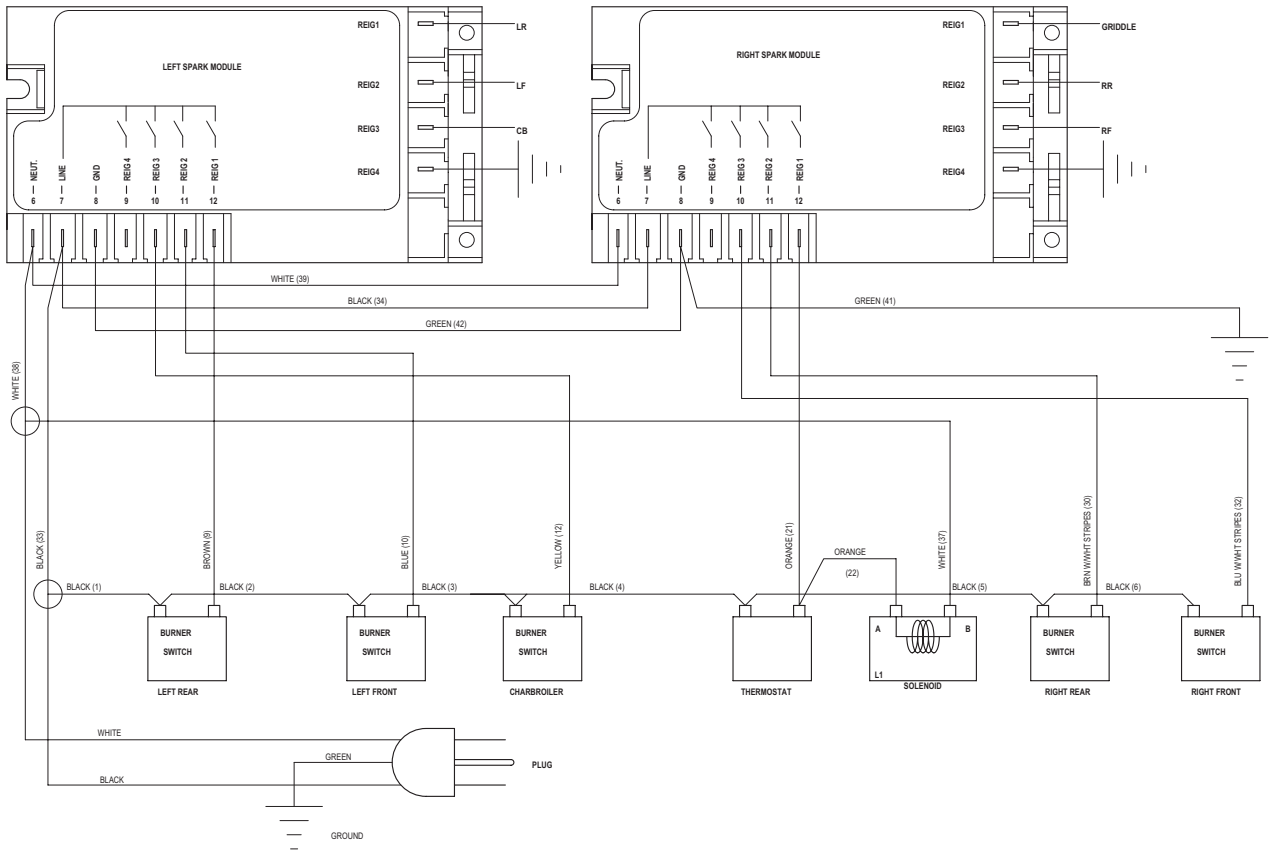 LEFT SPARK MODULE
REIG1
LR
REIG2
LF
REIG3
CB
REIG4
NEUT.
LINE
GND
REIG 4
REIG 3
REIG 2
REIG 1
6
7
8
9
10
11
12
RIGHT SPARK MODULE
REIG1
GRIDDLE
REIG2
RR
REIG3
RF
REIG4
NEUT.
LINE
GND
REIG 4
REIG 3
REIG 2
REIG 1
6
7
8
9
10
11
12
WHITE (39)
BLACK (34)
GREEN (41)
GREEN (42)
WHITE (38)
BLACK (33)
BROWN (9)
BLUE (10)
YELLOW (12)
ORANGE (21)
ORANGE
(22)
WHITE (37)
BRN W/WHT STRIPES (30)
BLU W/WHT STRIPES (32)
BLACK (1)
BLACK (2)
BLACK (3)
BLACK (4)
BLACK (5)
BLACK (6)
BURNER
SWITCH
LEFT REAR
BURNER
SWITCH
LEFT FRONT
BURNER
SWITCH
CHARBROILER
THERMOSTAT
A
B
L1
SOLENOID
BURNER
SWITCH
RIGHT REAR
BURNER
SWITCH
RIGHT FRONT
WHITE
GREEN
PLUG
BLACK
GROUND